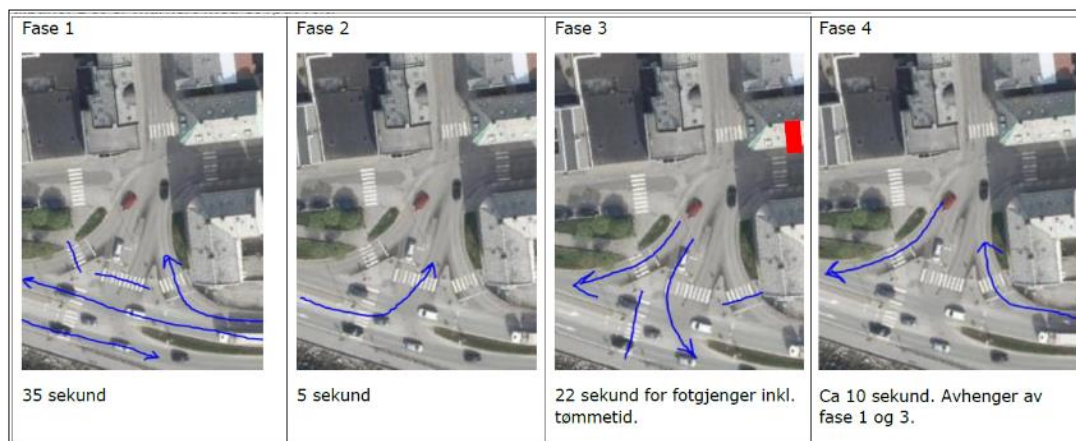 Fase 1
Fase 2
Fase 3
Fase 4
35 sekund
5 sekund
22 sekund for fotgjenger inkl.
tømmetid.
Ca 10 sekund. Avhenger av
fase 1 og 3.